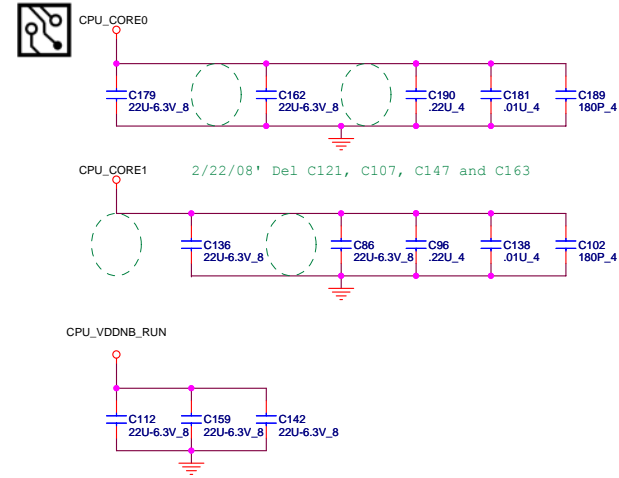 CPU_CORE0
C179
22U-6.3V_8
C162
22U-6.3V_8
C190
.22U_4
C181
.01U_4
C189
180P_4
CPU_CORE1
2/22/08' Del C121, C107, C147 and C163
C136
22U-6.3V_8
C86
22U-6.3V_8
C96
.22U_4
C138
.01U_4
C102
180P_4
CPU_VDDNB_RUN
C112
22U-6.3V_8
C159
22U-6.3V_8
C142
22U-6.3V_8